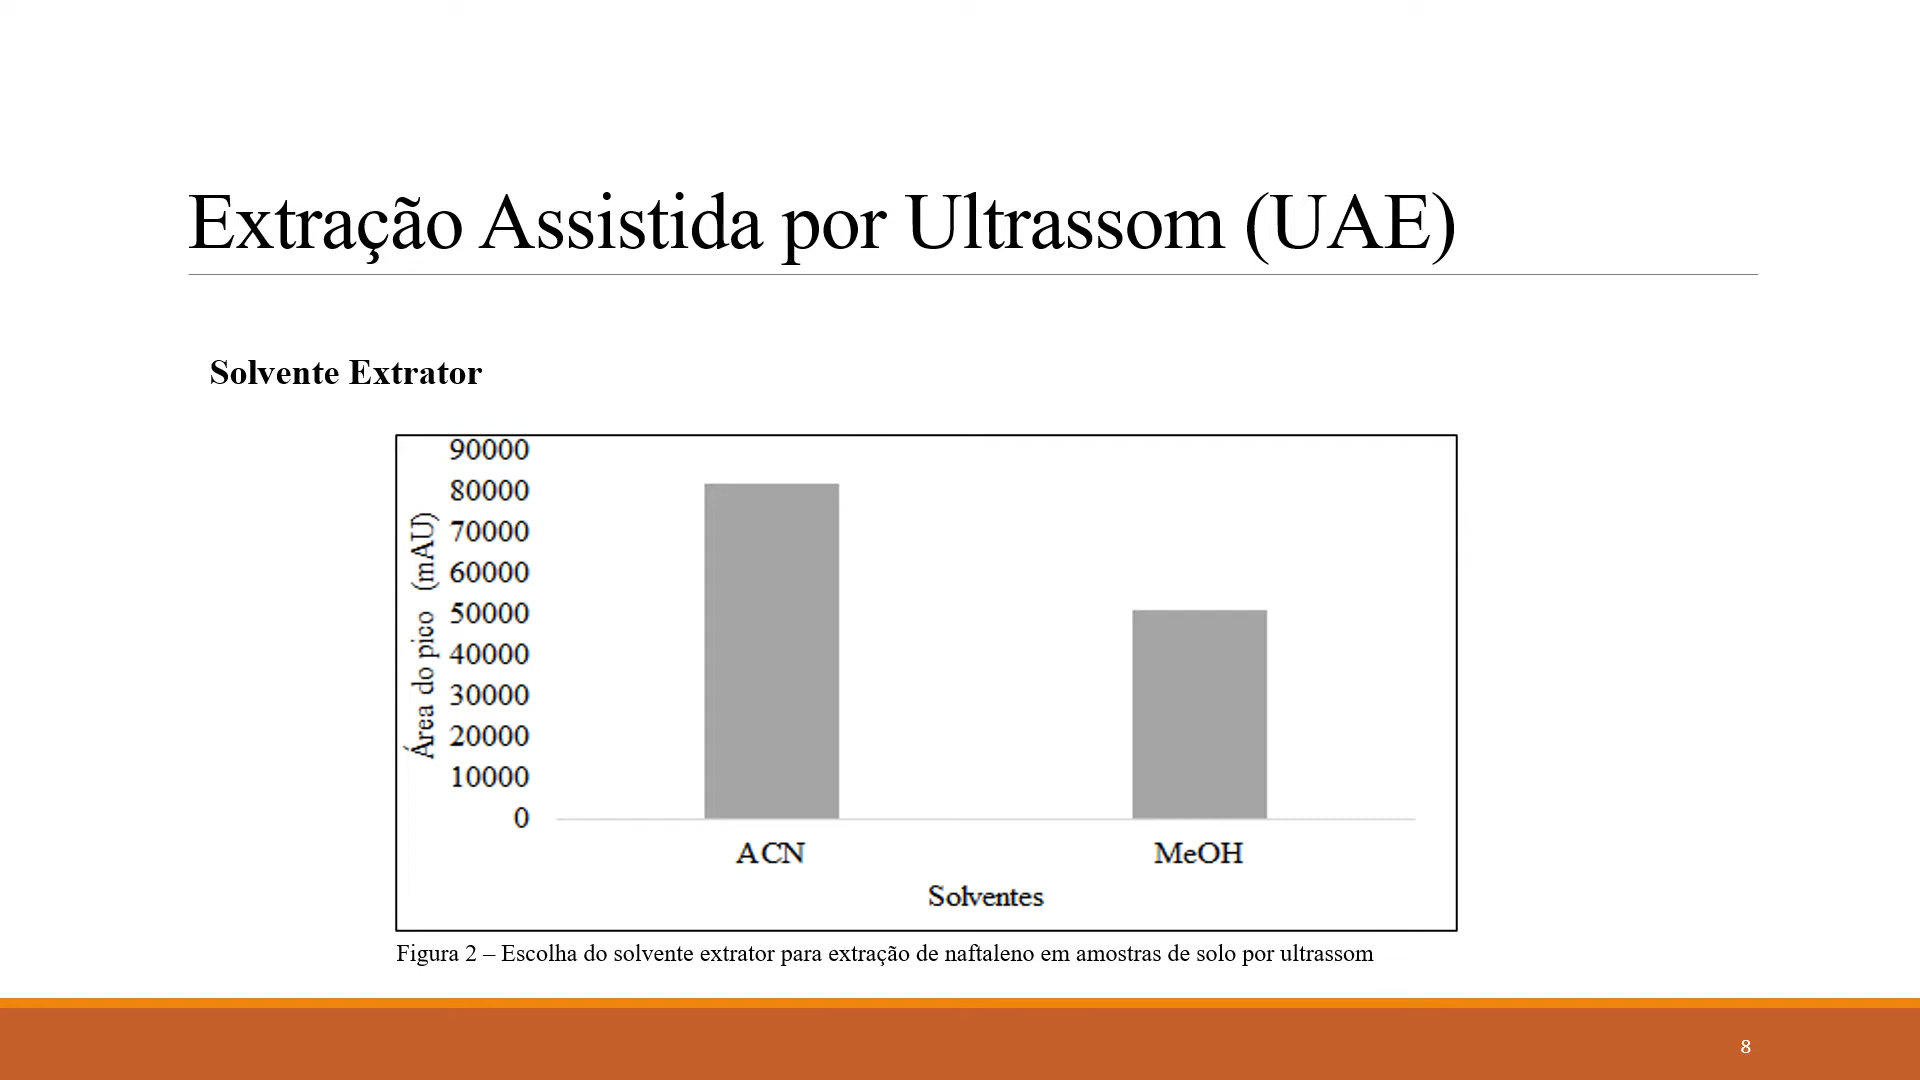 Extração Assistida por Ultrassom (UAE)
Solvente Extrator
90000
80000
70000
60000
50000
40000
30000
20000
10000
0
Área do pico (mAU)
ACN MeOH
Solventes
Figura 2 – Escolha do solvente extrator para extração de naftaleno em amostras de solo por ultrassom
8